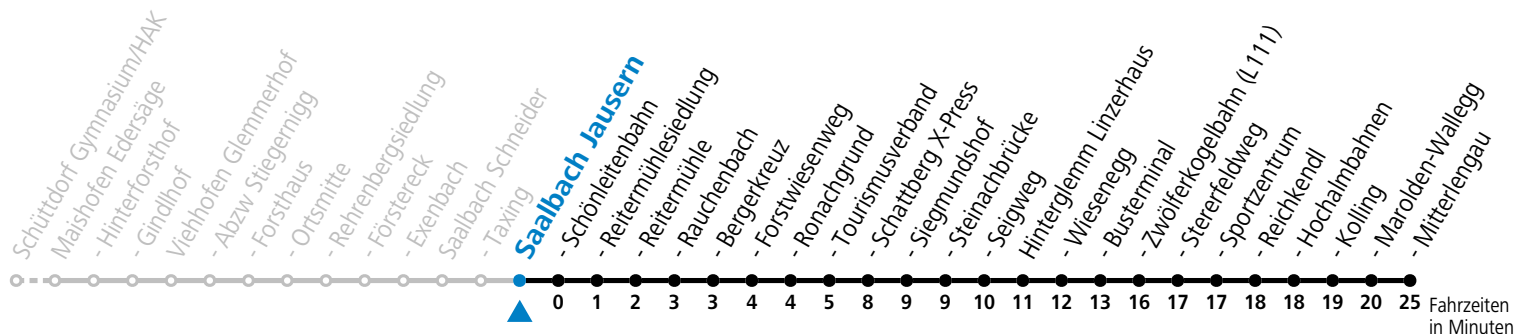 Schüttdorf Gymnasium/HAK
Maishofen Edersäge
- Hinterforsthof
- Gindlhof
Viehhofen Glemmerhof
- Abzw Stiegernigg
- Forsthaus
- Ortsmitte
- Rehrenbergsiedlung
- Förstereck
- Exenbach
Saalbach Schneider
- Taxing
Saalbach Jausern
- Schönleitenbahn
- Reitermühlesiedlung
- Reitermühle
- Rauchenbach
- Bergerkreuz
- Forstwiesenweg
- Ronachgrund
- Tourismusverband
- Schattberg X-Press
- Siegmundshof
- Steinachbrücke
- Seigweg
Hinterglemm Linzerhaus
- Wiesenegg
- Busterminal
- Zwölferkogelbahn (L 111)
- Stererfeldweg
- Sportzentrum
- Reichkendl
- Hochalmbahnen
- Kolling
- Marolden-Wallegg
- Mitterlengau
0 1 2 3 3 4 4 5 8 9 9 10 11 12 13 16 17 17 18 18 19 20 25 Fahrzeiten
in Minuten